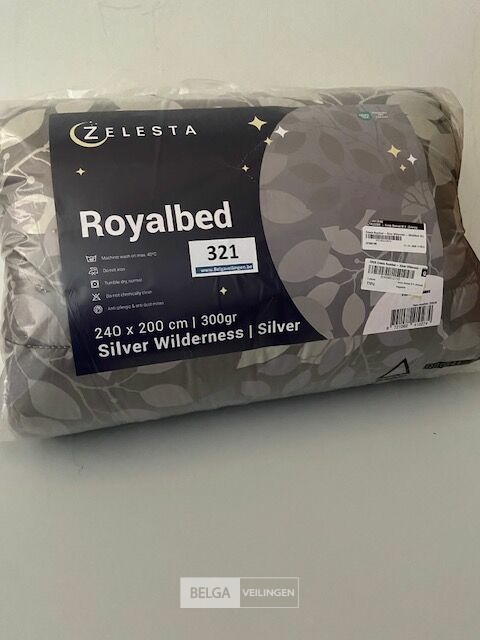 ZELESTA
Royalbed
321
www.Belgaveilingen.be
Machine wash on max. 40°C
Do not iron
Tumble dry, normal
Do not chemically clean
Anti-allergic & anti dust-mites
240 x 200 cm | 300gr
Silver Wilderness | Silver
BELGA VEILINGEN